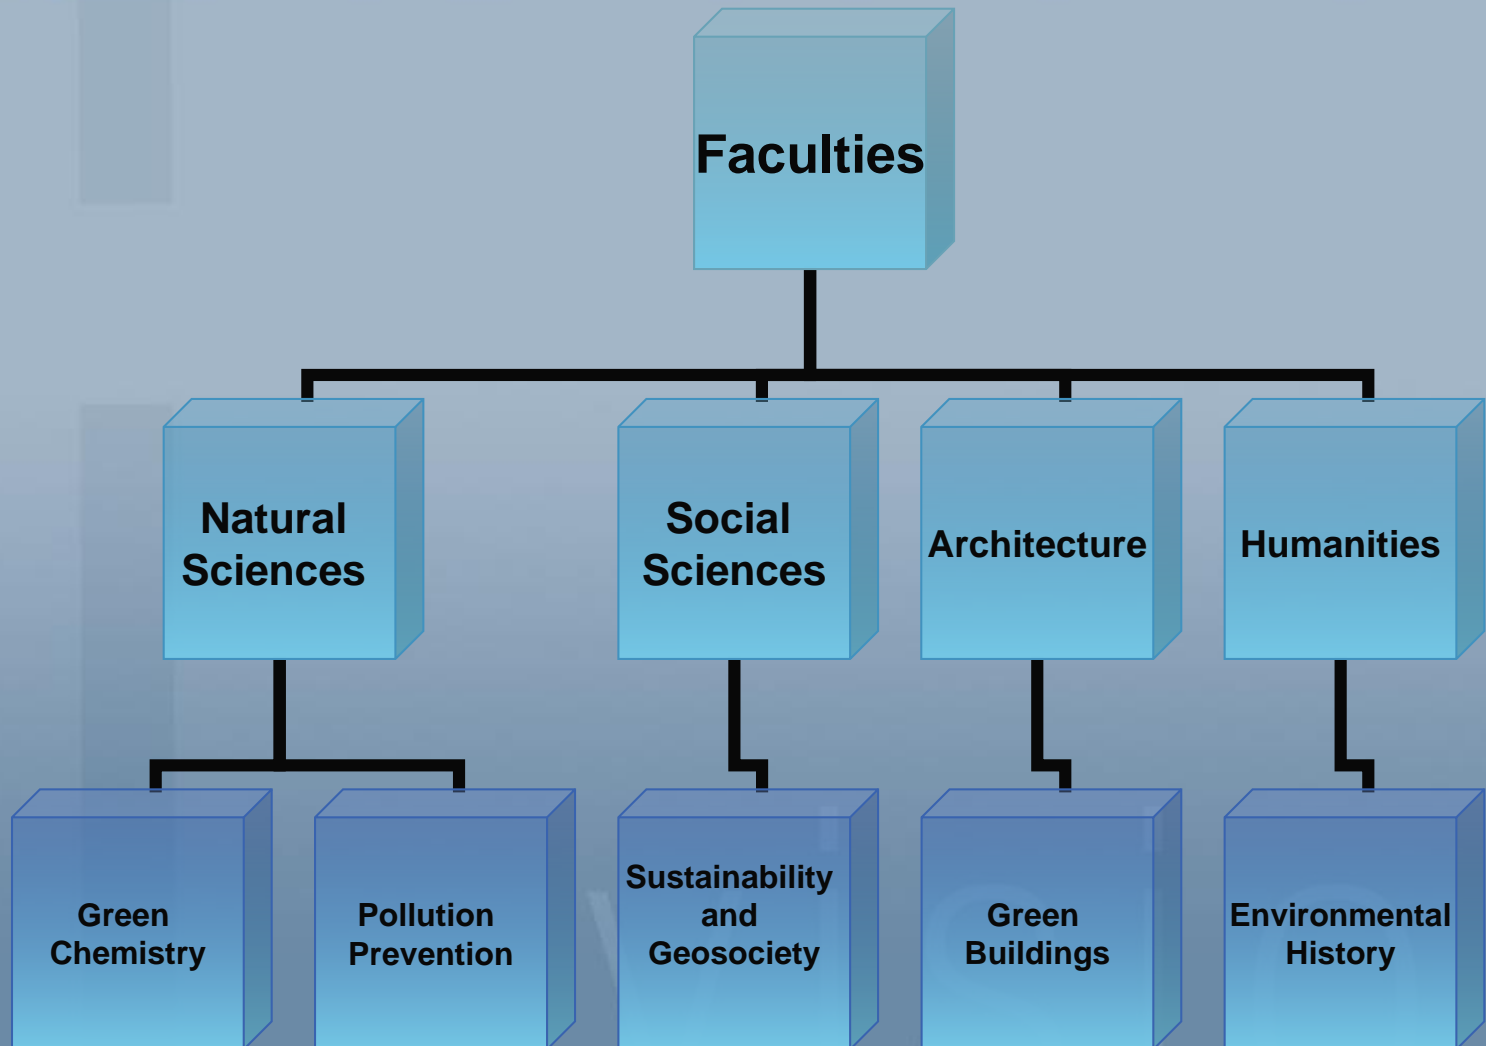 Faculties
Natural
Sciences
Social
Sciences
Architecture
Humanities
Green
Chemistry
Pollution
Prevention
Sustainability
and
Geosociety
Green
Buildings
Environmental
History